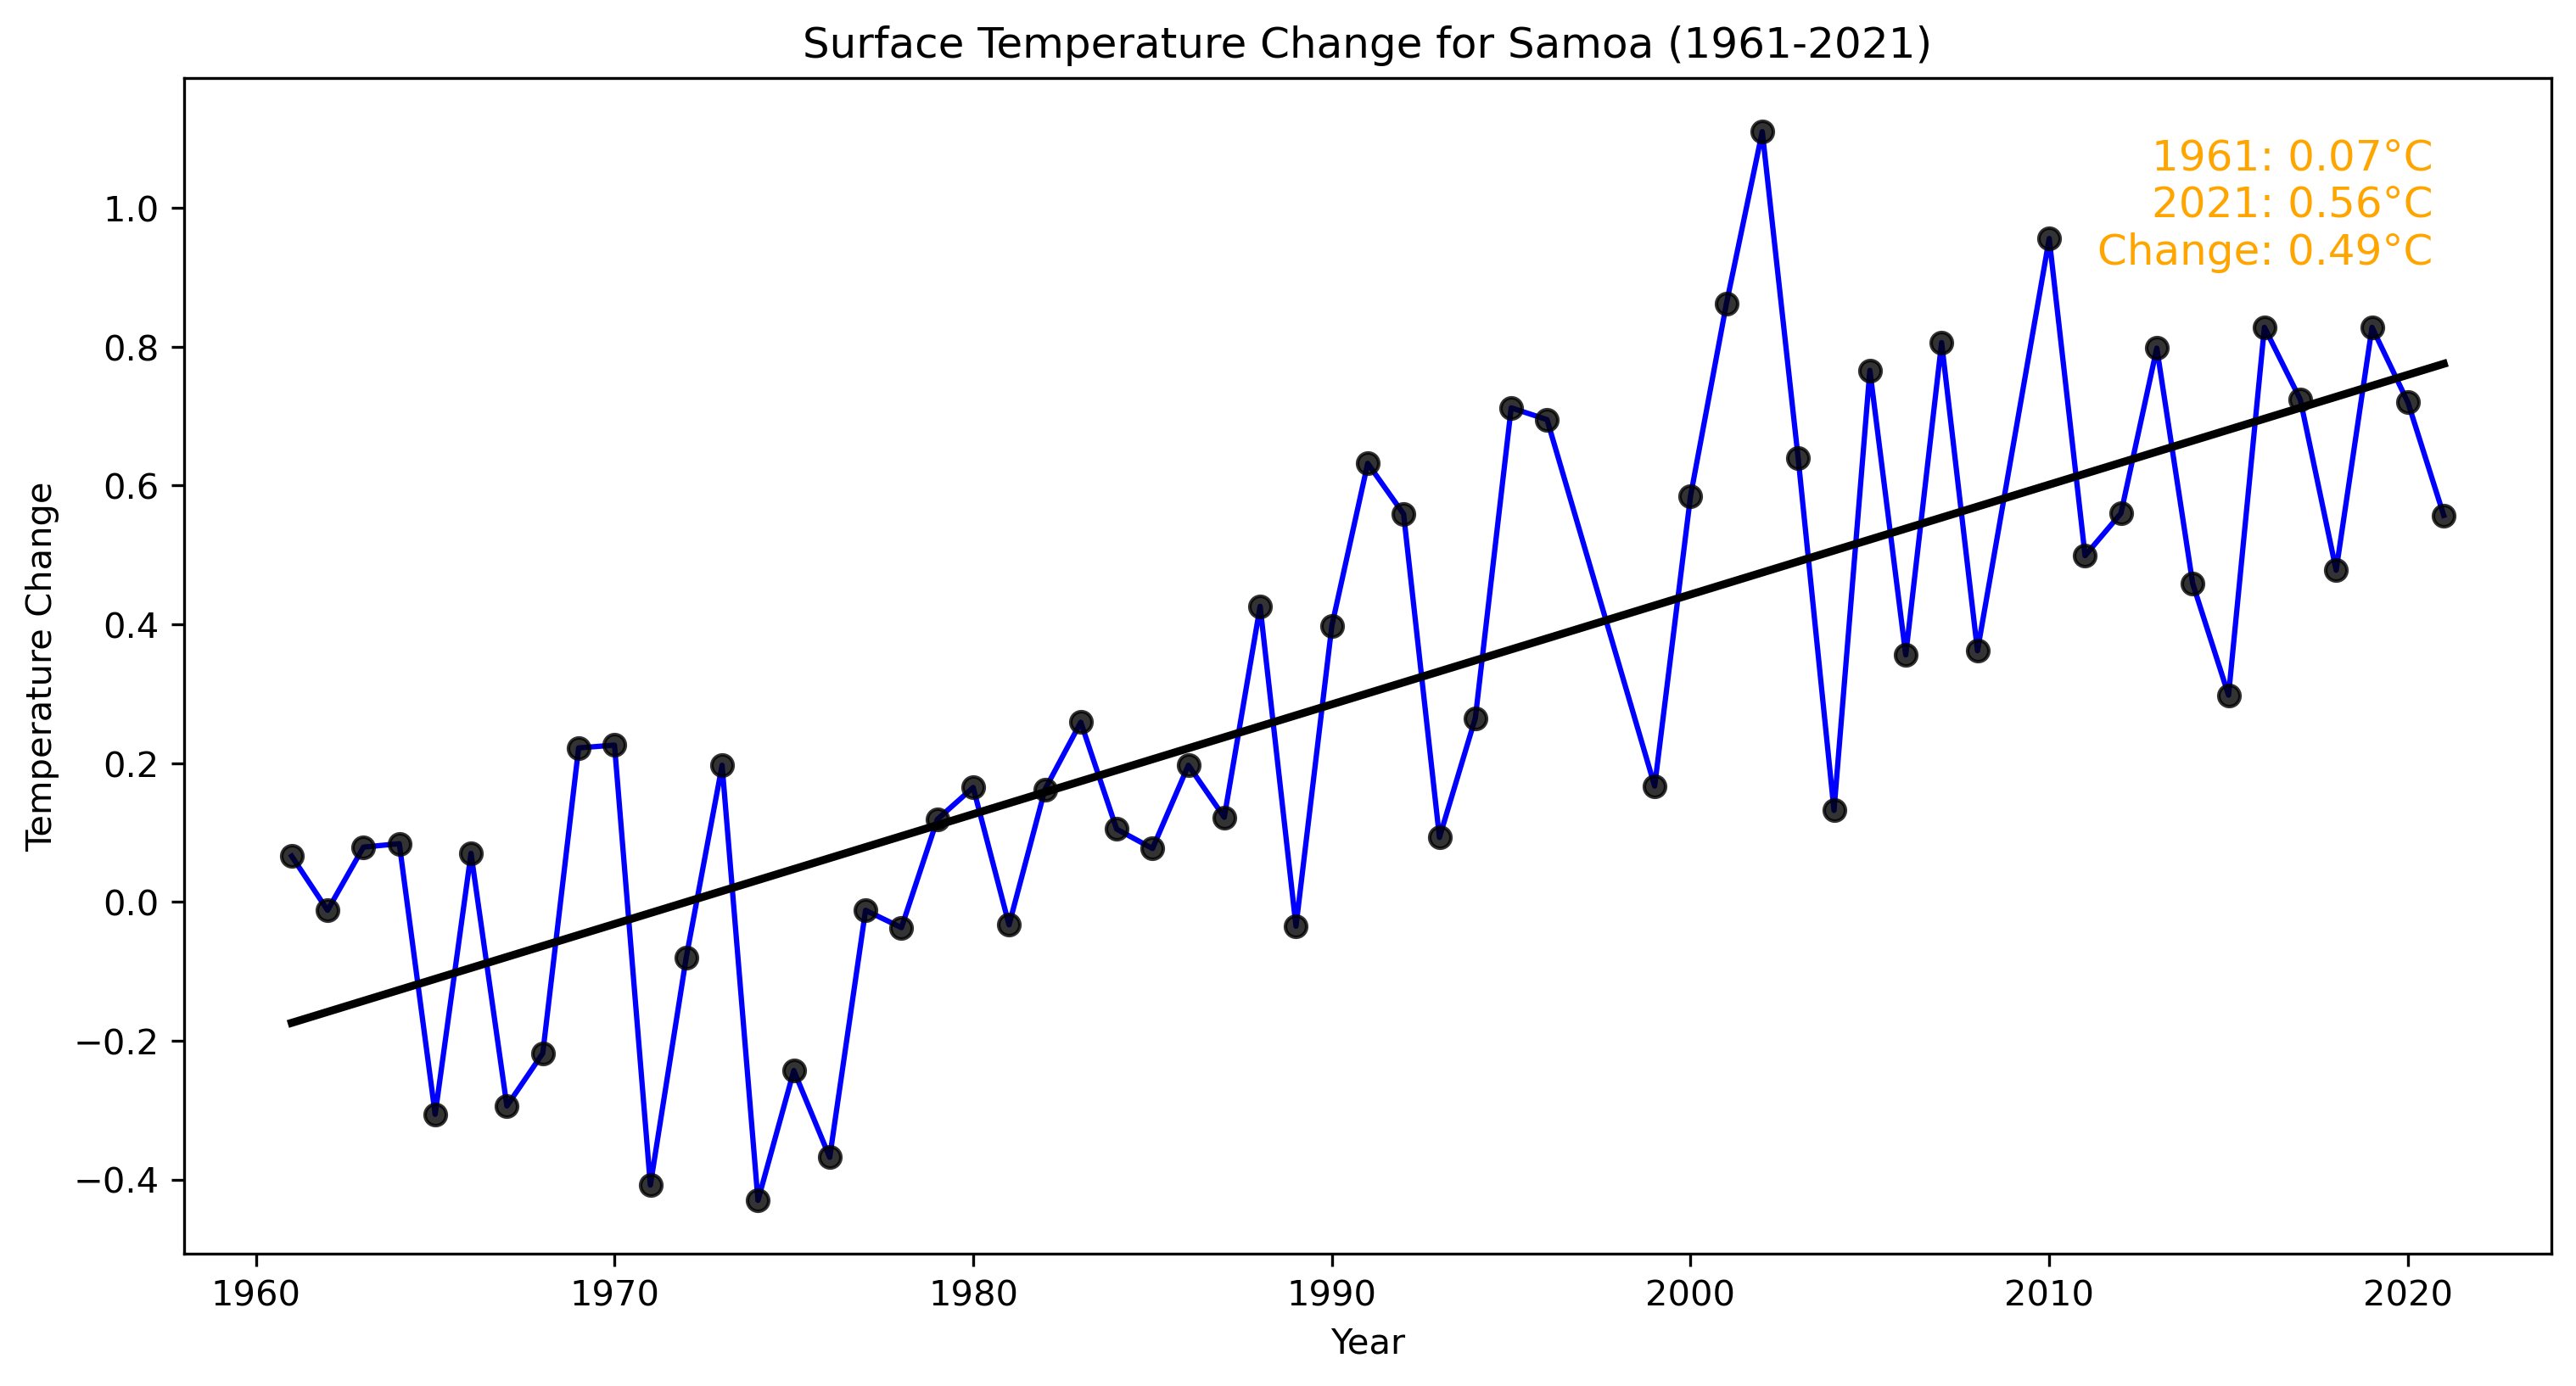 Surface Temperature Change for Samoa (1961-2021)
1961: 0.07°C
2021: 0.56°C
Change: 0.49°C
Temperature Change
1.0
0.8
0.6
0.4
0.2
0.0
−0.2
−0.4
1960 1970 1980 1990 2000 2010 2020
Year